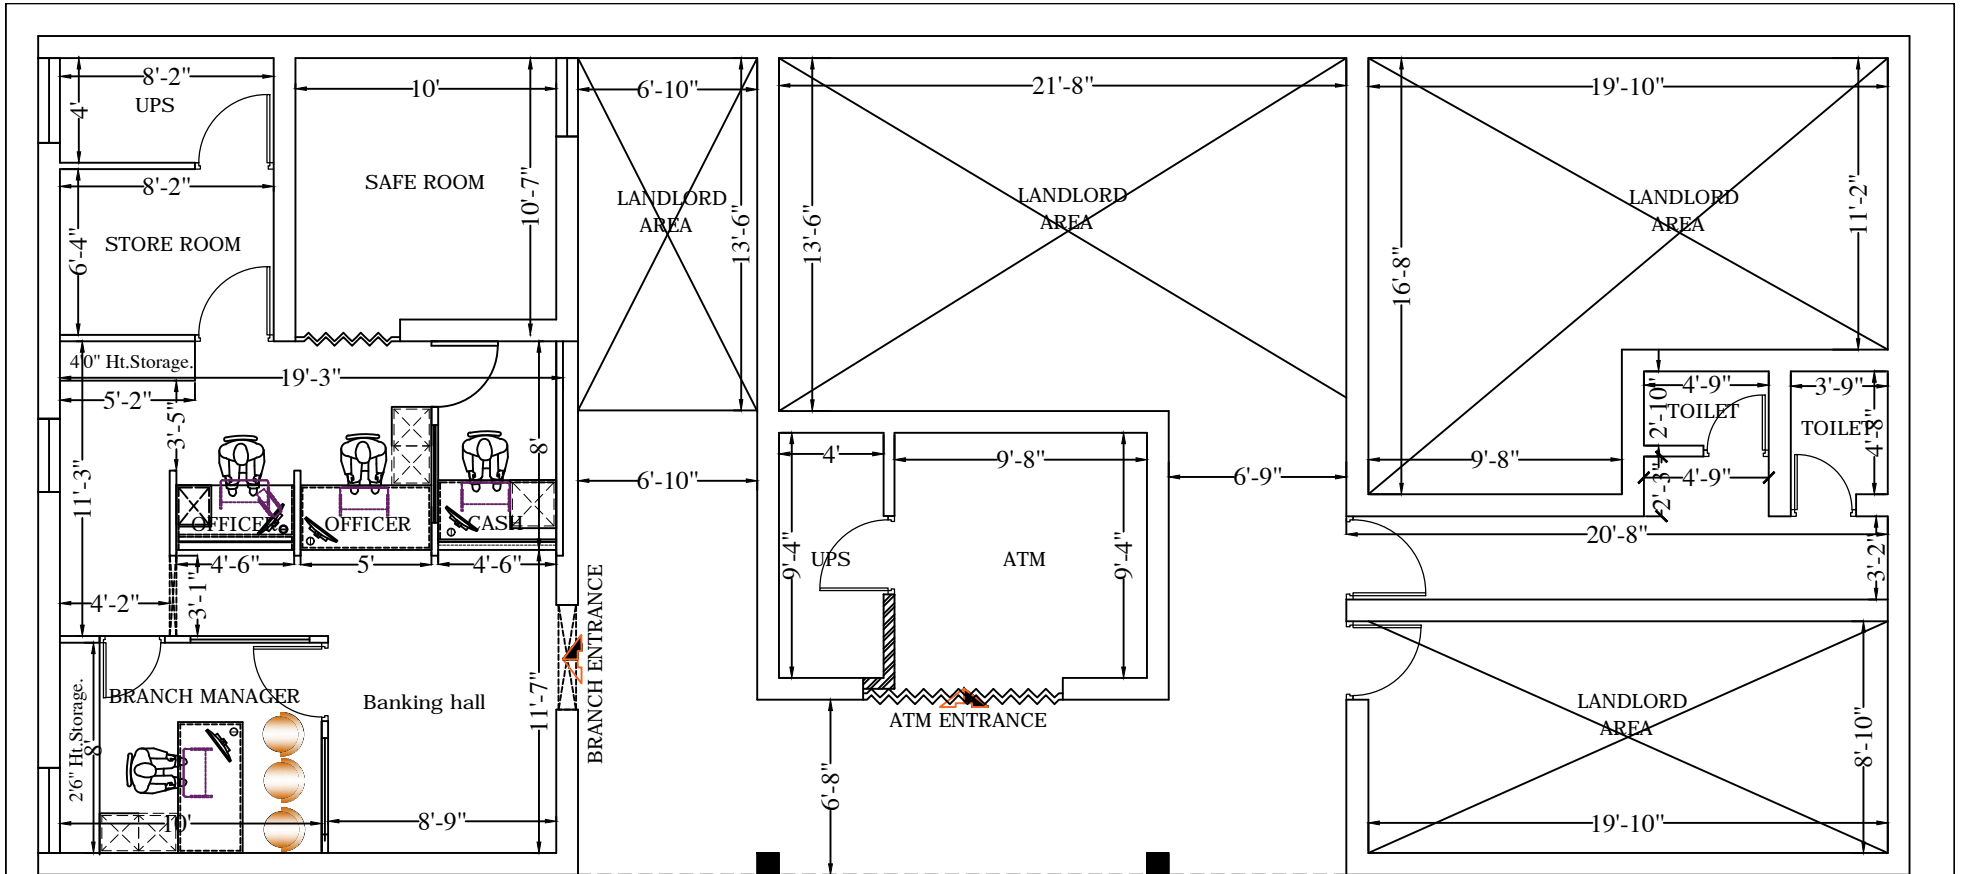 8'-2"
UPS
4'
10'
6'-10"
21'-8"
19'-10"
8'-2"
STORE ROOM
6'-4"
SAFE ROOM
10'-7"
LANDLORD
AREA
13'-6"
13'-6"
LANDLORD
AREA
LANDLORD
AREA
11'-2"
16'-8"
4'0" Ht.Storage.
19'-3"
5'-2"
3'-5"
8'
11'-3"
OFFICER
OFFICER
CASH
4'-6"
5'
4'-6"
4'-2"
3'-1"
6'-10"
4'
9'-8"
6'-9"
9'-4"
UPS
ATM
9'-4"
9'-8"
4'-9"
TOILET
2'-10"
3'-9"
TOILET
4'-8"
4'-9"
2'-3"
20'-8"
3'-2"
BRANCH ENTRANCE
BRANCH MANAGER
Banking hall
11'-7"
2'6" Ht.Storage.
8'
10'
8'-9"
ATM ENTRANCE
6'-8"
LANDLORD
AREA
8'-10"
19'-10"